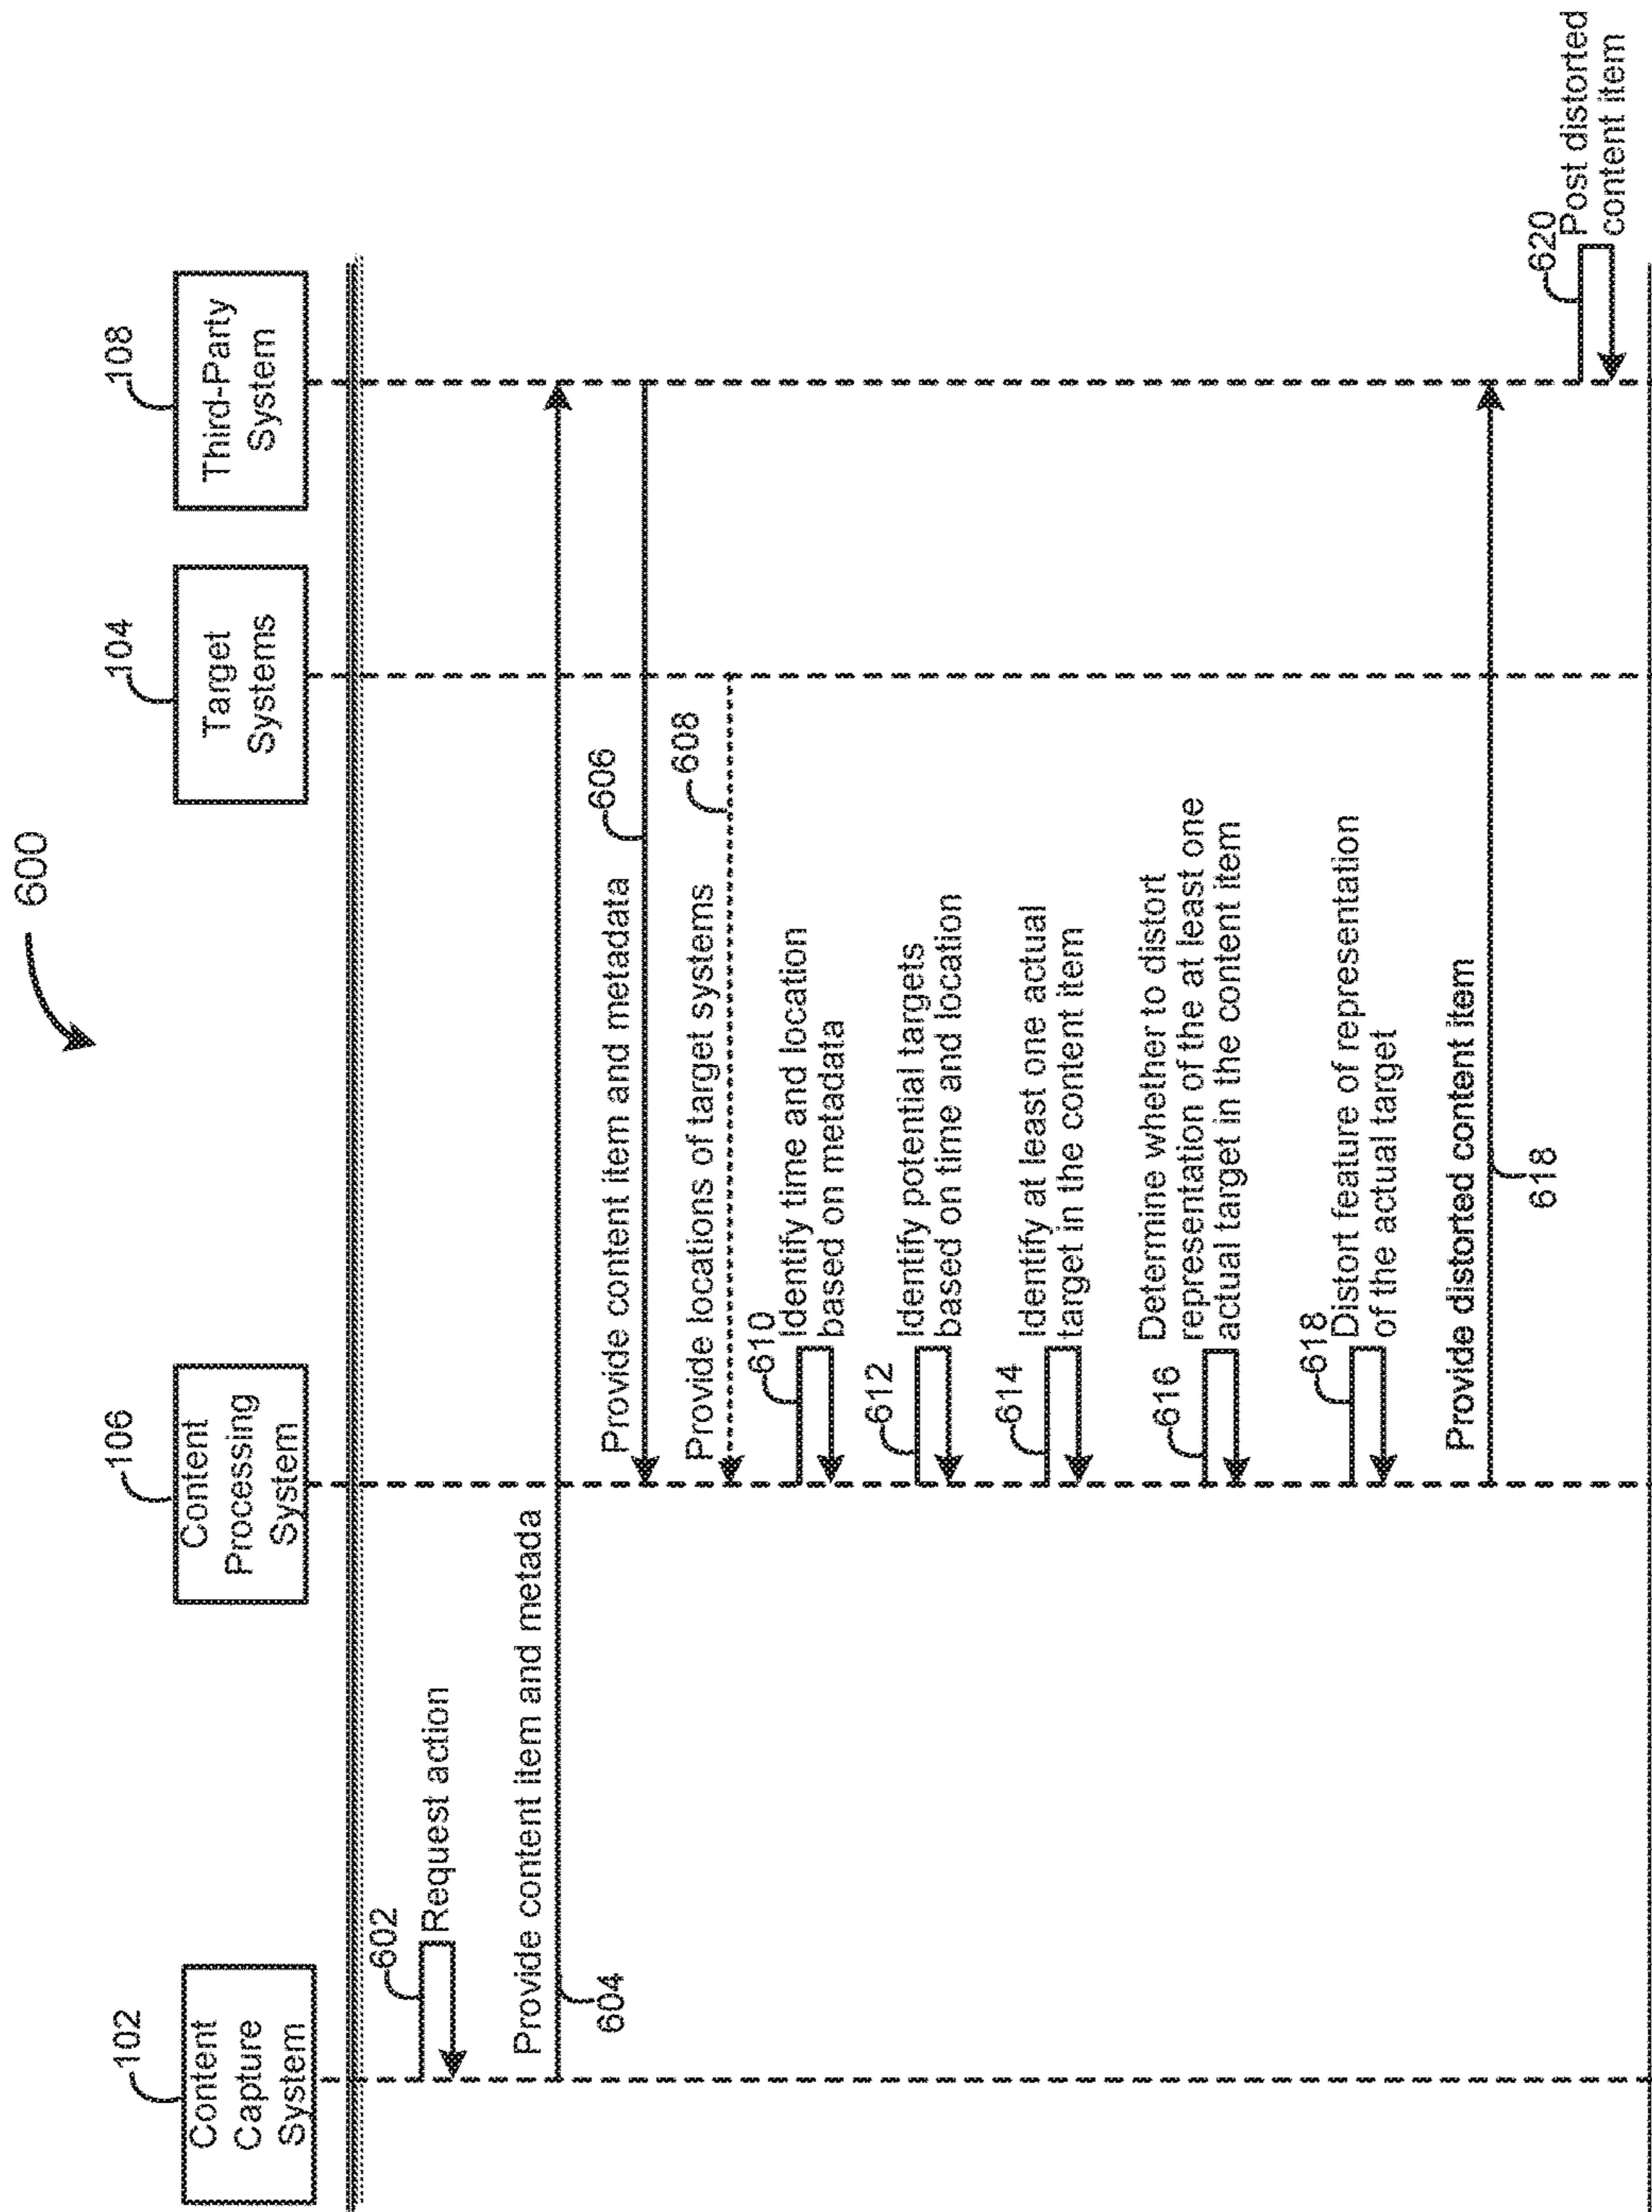 600
102
Content
Capture
System
106
Content
Processing
System
104
Target
Systems
108
Third-Party
System
602
Request action
Provide content item and metada
604
Provide content item and metadata
606
Provide locations of target systems
608
610
Identify time and location
based on metadata
612
Identify potential targets
based on time and location
614
Identify at least one actual
target in the content item
616
Determine whether to distort
representation of the at least one
actual target in the content item
618
Distort feature of representation
of the actual target
Provide distorted content item
618
620
Post distorted
content item